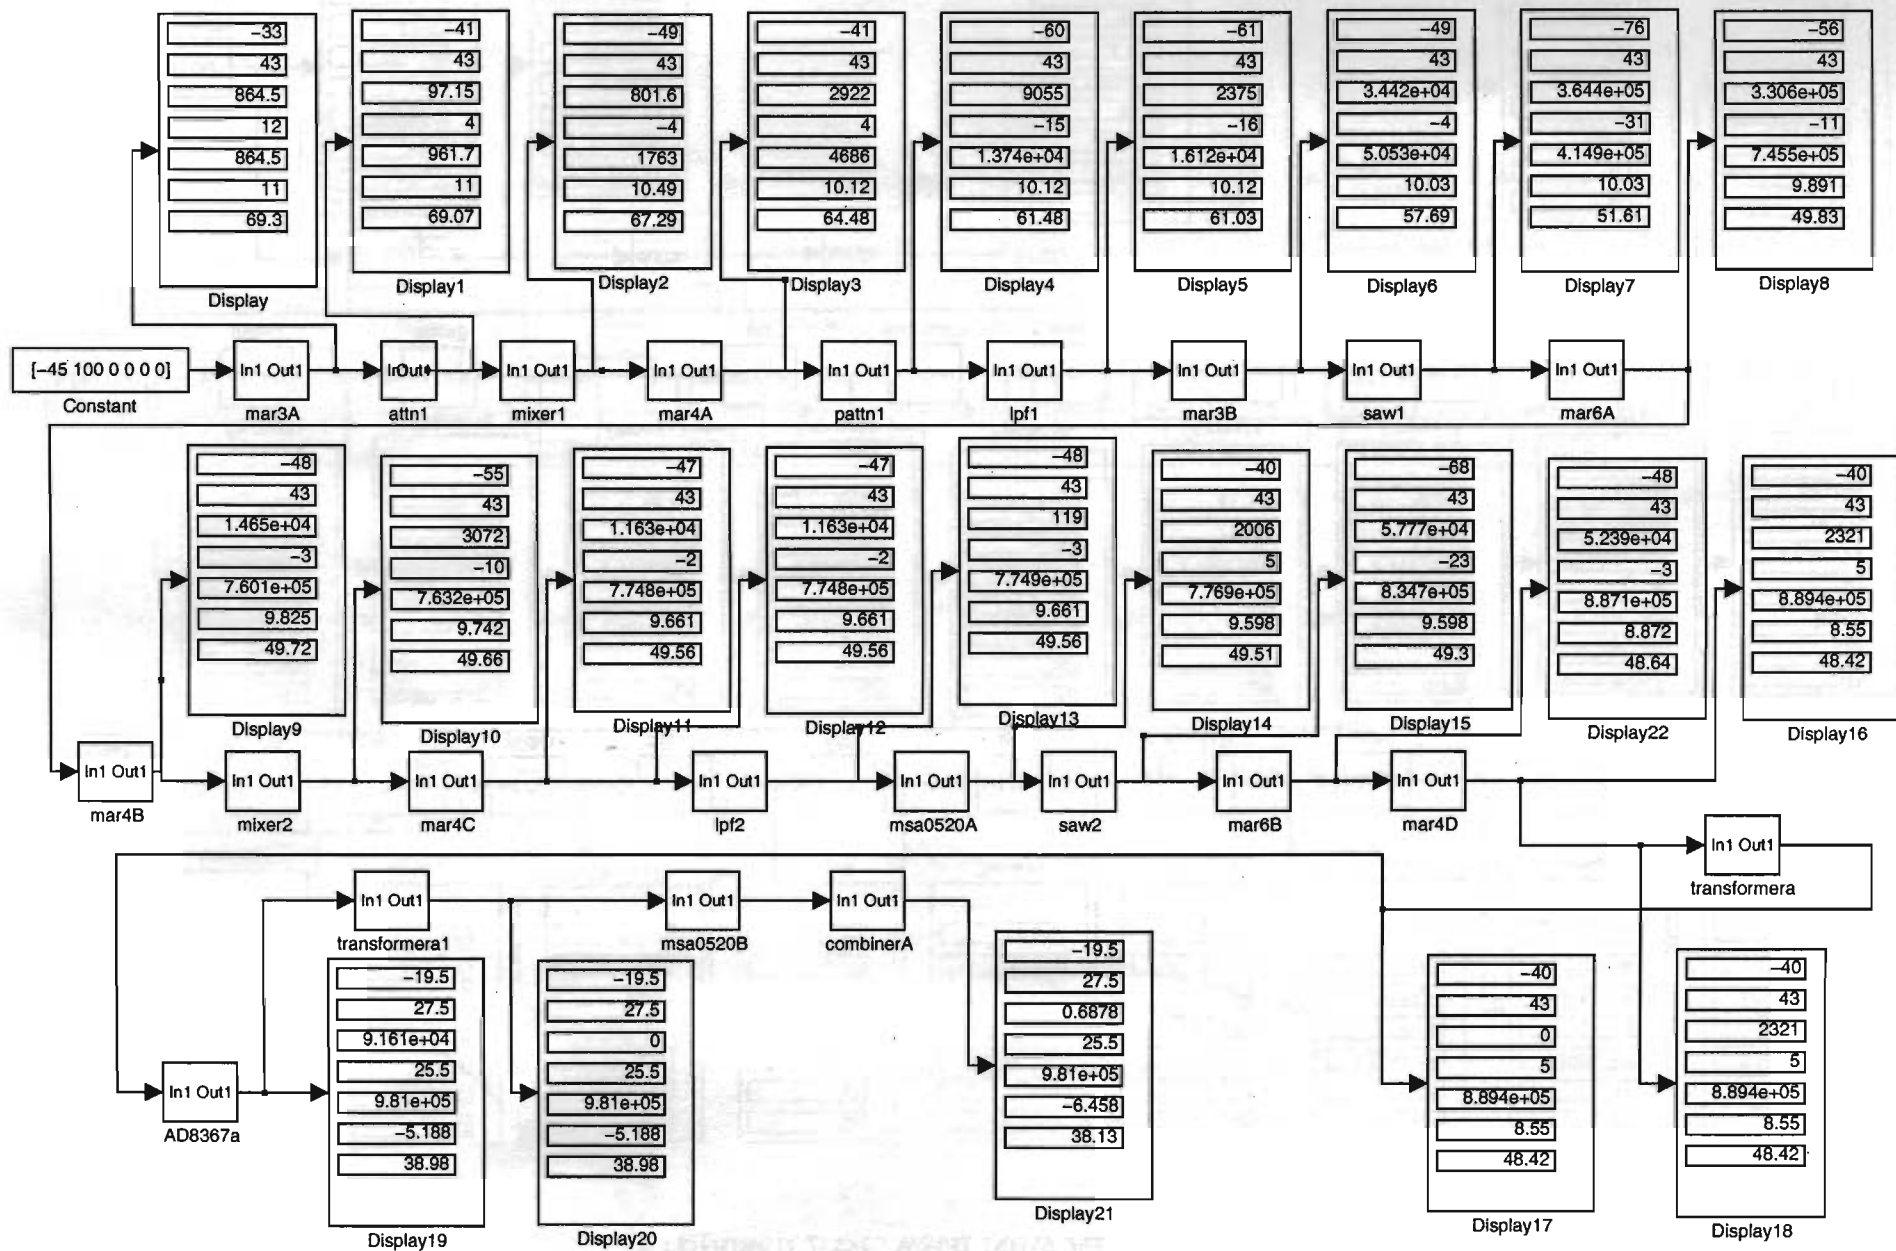 -33
43
864.5
12
864.5
11
69.3
Display
-41
43
97.15
4
961.7
11
69.07
Display1
-49
43
801.6
-4
1763
10.49
67.29
Display2
-41
43
2922
4
4686
10.12
64.48
Display3
-60
43
9055
-15
1.374e+04
10.12
61.48
Display4
-61
43
2375
-16
1.612e+04
10.12
61.03
Display5
-49
43
3.442e+04
-4
5.053e+04
10.03
57.69
Display6
-76
43
3.644e+05
-31
4.149e+05
10.03
51.61
Display7
-56
43
3.306e+05
-11
7.455e+05
9.891
49.83
Display8
[-45 100 0 0 0 0]
Constant
In1 Out1
mar3A
In1 Out1
attn1
In1 Out1
mixer1
In1 Out1
mar4A
In1 Out1
pattn1
In1 Out1
lpf1
In1 Out1
mar3B
In1 Out1
saw1
In1 Out1
mar6A
-48
43
1.465e+04
-3
7.601e+05
9.825
49.72
Display9
-55
43
3072
-10
7.632e+05
9.742
49.66
Display10
-47
43
1.163e+04
-2
7.748e+05
9.661
49.56
Display11
-47
43
1.163e+04
-2
7.748e+05
9.661
49.56
Display12
-48
43
119
-3
7.749e+05
9.661
49.56
Display13
-40
43
2006
5
7.769e+05
9.598
49.51
Display14
-68
43
5.777e+04
-23
8.347e+05
9.598
49.3
Display15
-48
43
5.239e+04
-3
8.871e+05
8.872
48.64
Display22
-40
43
2321
5
8.894e+05
8.55
48.42
Display16
In1 Out1
mar4B
In1 Out1
mixer2
In1 Out1
mar4C
In1 Out1
lpf2
In1 Out1
msa0520A
In1 Out1
saw2
In1 Out1
mar6B
In1 Out1
mar4D
In1 Out1
transformera
In1 Out1
transformera1
In1 Out1
msa0520B
In1 Out1
combinerA
In1 Out1
AD8367a
-19.5
27.5
9.161e+04
25.5
9.81e+05
-5.188
38.98
Display19
-19.5
27.5
0
25.5
9.81e+05
-5.188
38.98
Display20
-19.5
27.5
0.6878
25.5
9.81e+05
-6.458
38.13
Display21
-40
43
0
5
8.894e+05
8.55
48.42
Display17
-40
43
2321
5
8.894e+05
8.55
48.42
Display18